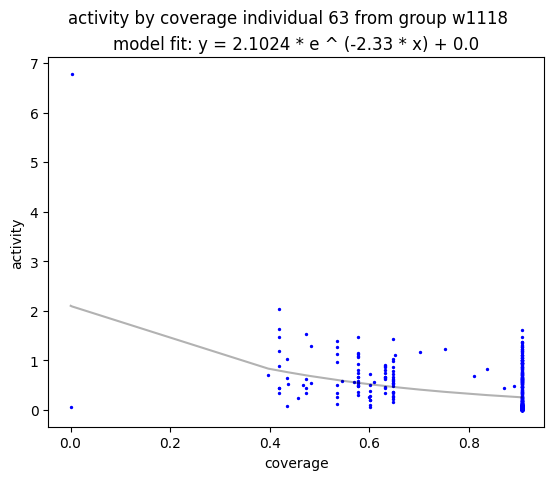 activity by coverage individual 63 from group w1118
model fit: y = 2.1024 * e ^ (-2.33 * x) + 0.0
7
6
5
4
3
2
1
0
activity
0.0 0.2 0.4 0.6 0.8
coverage